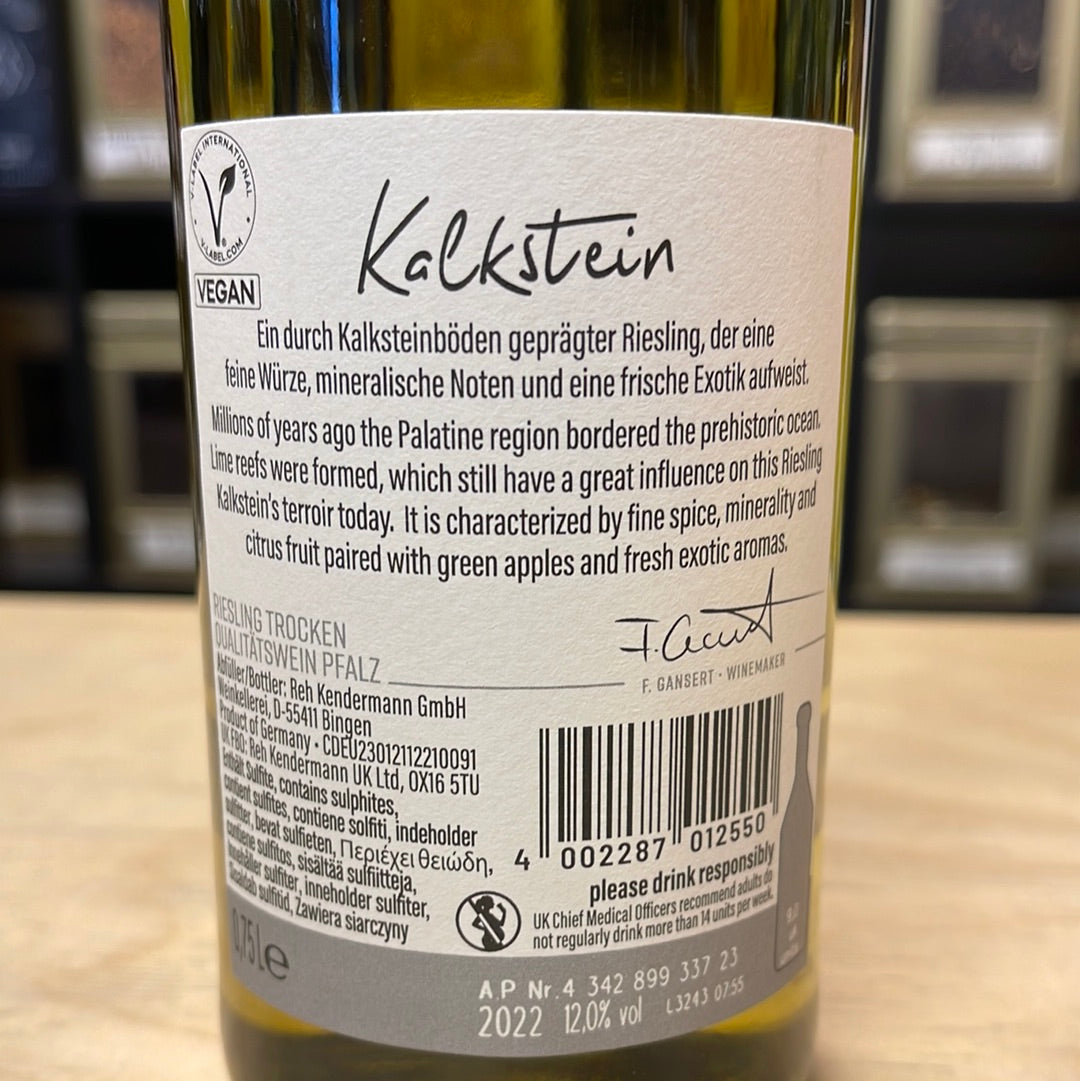 V-LABEL INTERNATIONAL
V-LABEL.COM
VEGAN
Kalkstein
Ein durch Kalksteinböden geprägter Riesling, der eine
feine Würze, mineralische Noten und eine frische Exotik aufweist.
Millions of years ago the Palatine region bordered the prehistoric ocean.
Lime reefs were formed, which still have a great influence on this Riesling
Kalkstein's terroir today. It is characterized by fine spice, minerality and
citrus fruit paired with green apples and fresh exotic aromas.
RIESLING TROCKEN
QUALITÄTSWEIN PFALZ
F. GANSERT · WINEMAKER
Abfüller/Bottler: Reh Kendermann GmbH
Weinkellerei, D-55411 Bingen
Product of Germany · CDEU23012112210091
UK FBO: Reh Kendermann UK Ltd, OX16 5TU
Enthält Sulfite, contains sulphites,
contient sulfites, contiene solfiti, indeholder
sulfitter, bevat sulfieten, Περιέχει θειώδη,
contiene sulfitos, sisältää sulfiitteja,
innehåller sulfiter, inneholder sulfiter,
Sisaldab sulfitid, Zawiera siarczyny
4 002287 012550
please drink responsibly
UK Chief Medical Officers recommend adults do
not regularly drink more than 14 units per week.
0,75 l e
A.P Nr.4 342 899 337 23
2022 12,0% vol L3243 07:55